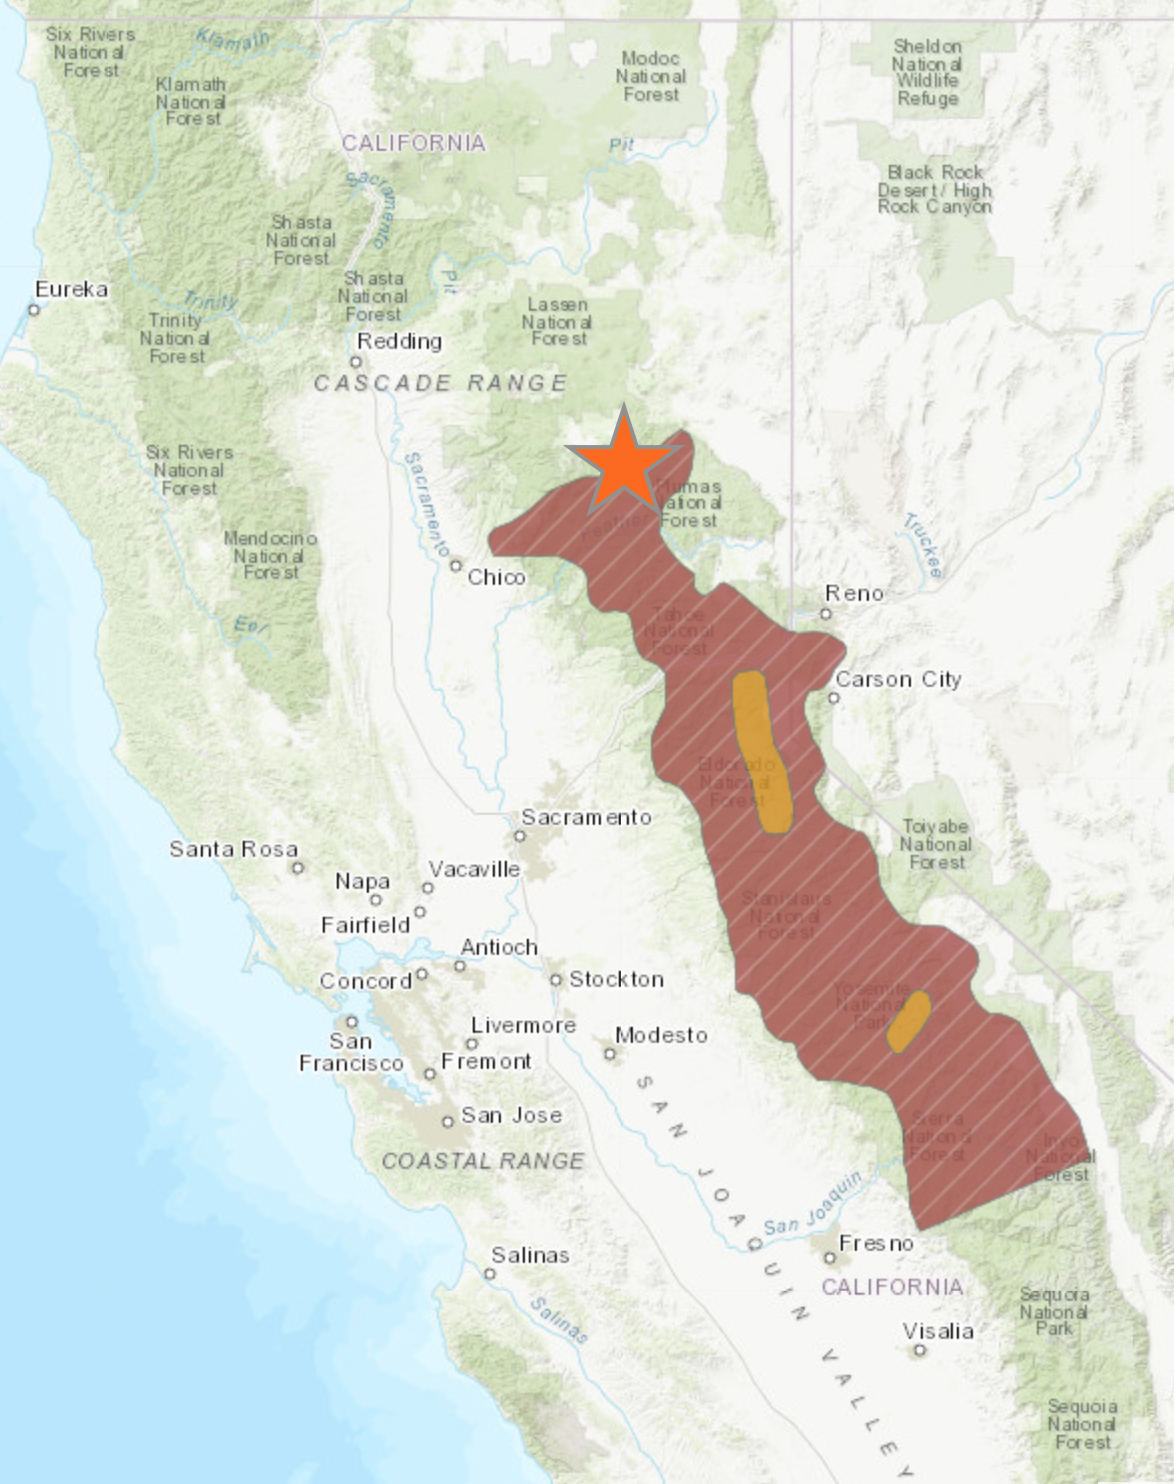 Six Rivers
National
Forest
Klamath
Klamath
National
Forest
Modoc
National
Forest
Sheldon
National
Wildlife
Refuge
CALIFORNIA
Pit
Sacramento
Black Rock
Desert / High
Rock Canyon
Shasta
National
Forest
Shasta
National
Forest
Pit
Eureka
Trinity
Trinity
National
Forest
Lassen
National
Forest
Redding
CASCADE RANGE
Six Rivers
National
Forest
Sacramento
Plumas
National
Forest
Feather
Mendocino
National
Forest
Chico
Truckee
Reno
Eel
Tahoe
National
Forest
Carson City
Eldorado
National
Forest
Sacramento
Toiyabe
National
Forest
Santa Rosa
Napa
Vacaville
Fairfield
Stanislaus
National
Forest
Antioch
Concord
Stockton
Yosemite
National
Park
Livermore
Modesto
San
Francisco
Fremont
San Jose
SAN JOAQUIN VALLEY
Sierra
National
Forest
Inyo
National
Forest
COASTAL RANGE
San Joaquin
Fresno
Salinas
CALIFORNIA
Salinas
Sequoia
National
Park
Visalia
Sequoia
National
Forest